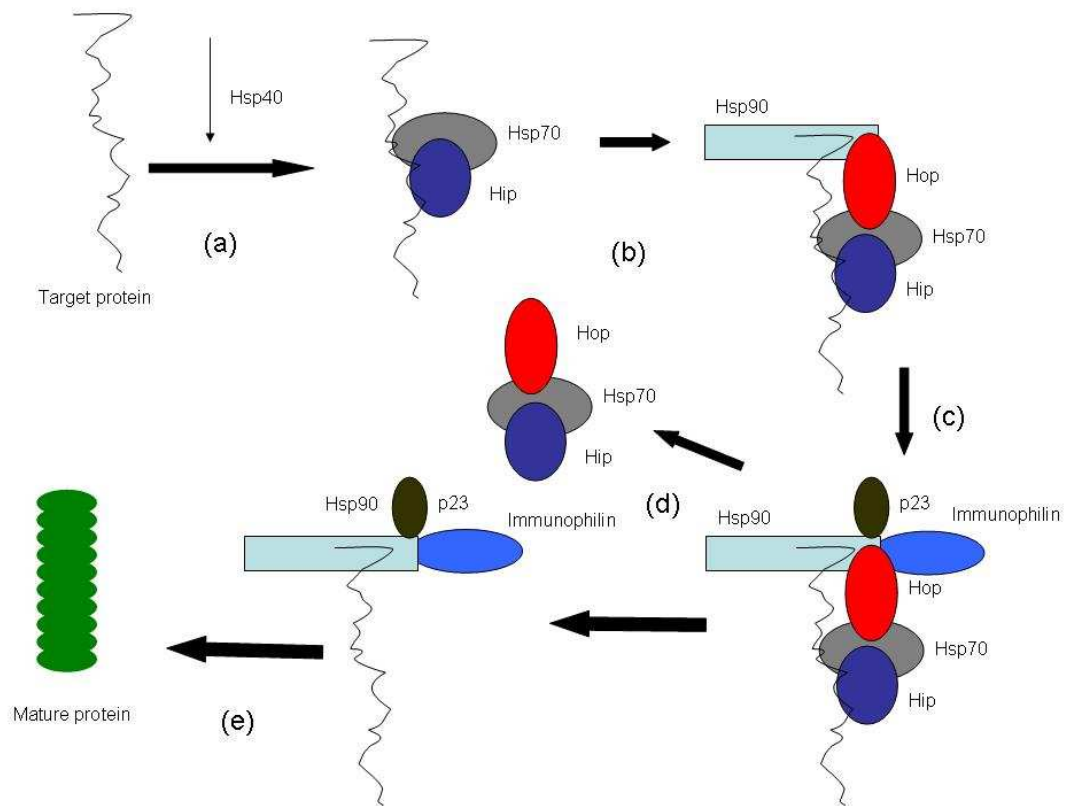 Hsp40
Hsp70
Hip
(a)
Target protein
Hsp90
Hop
Hsp70
Hip
(b)
(c)
Hop
Hsp70
Hip
(d)
Hsp90
p23
Immunophilin
Hop
Hsp70
Hip
Hsp90
p23
Immunophilin
(e)
Mature protein